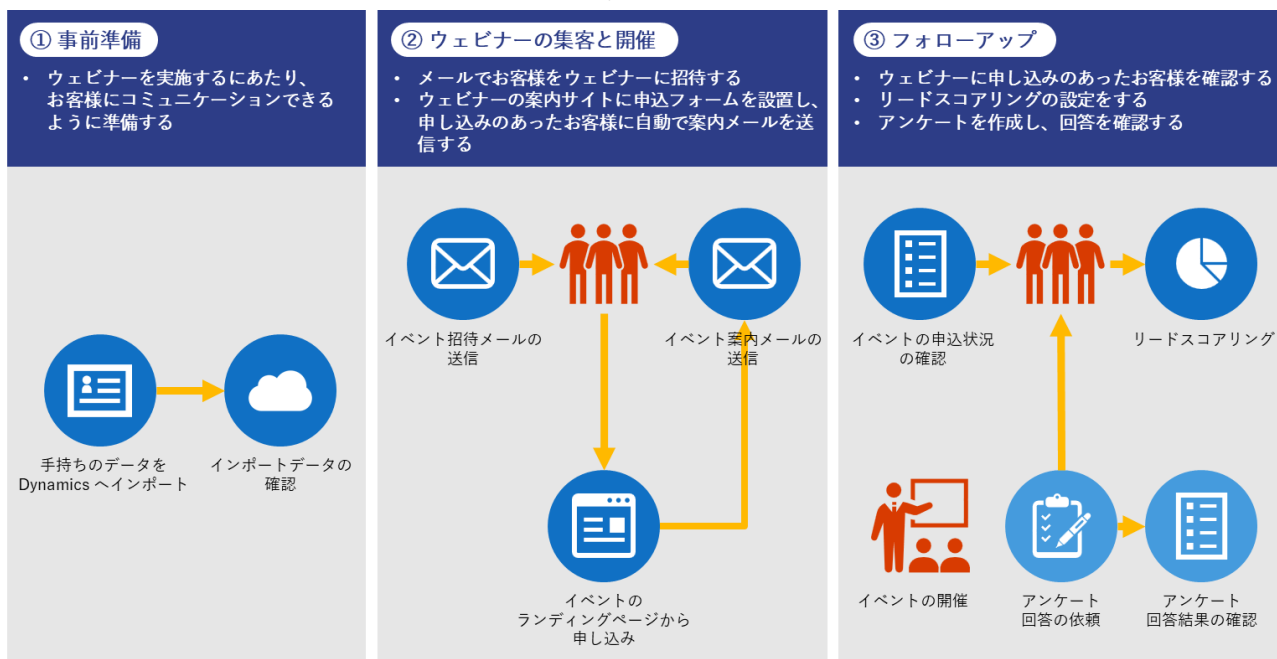 ① 事前準備
• ウェビナーを実施するにあたり、
お客様にコミュニケーションできる
ように準備する
手持ちのデータを
Dynamics へインポート
インポートデータの
確認
② ウェビナーの集客と開催
• メールでお客様をウェビナーに招待する
• ウェビナーの案内サイトに申込フォームを設置し、
申し込みのあったお客様に自動で案内メールを送
信する
イベント招待メールの
送信
イベント案内メールの
送信
イベントの
ランディングページから
申し込み
③ フォローアップ
• ウェビナーに申し込みのあったお客様を確認する
• リードスコアリングの設定をする
• アンケートを作成し、回答を確認する
イベントの申込状況
の確認
リードスコアリング
イベントの開催
アンケート
回答の依頼
アンケート
回答結果の確認